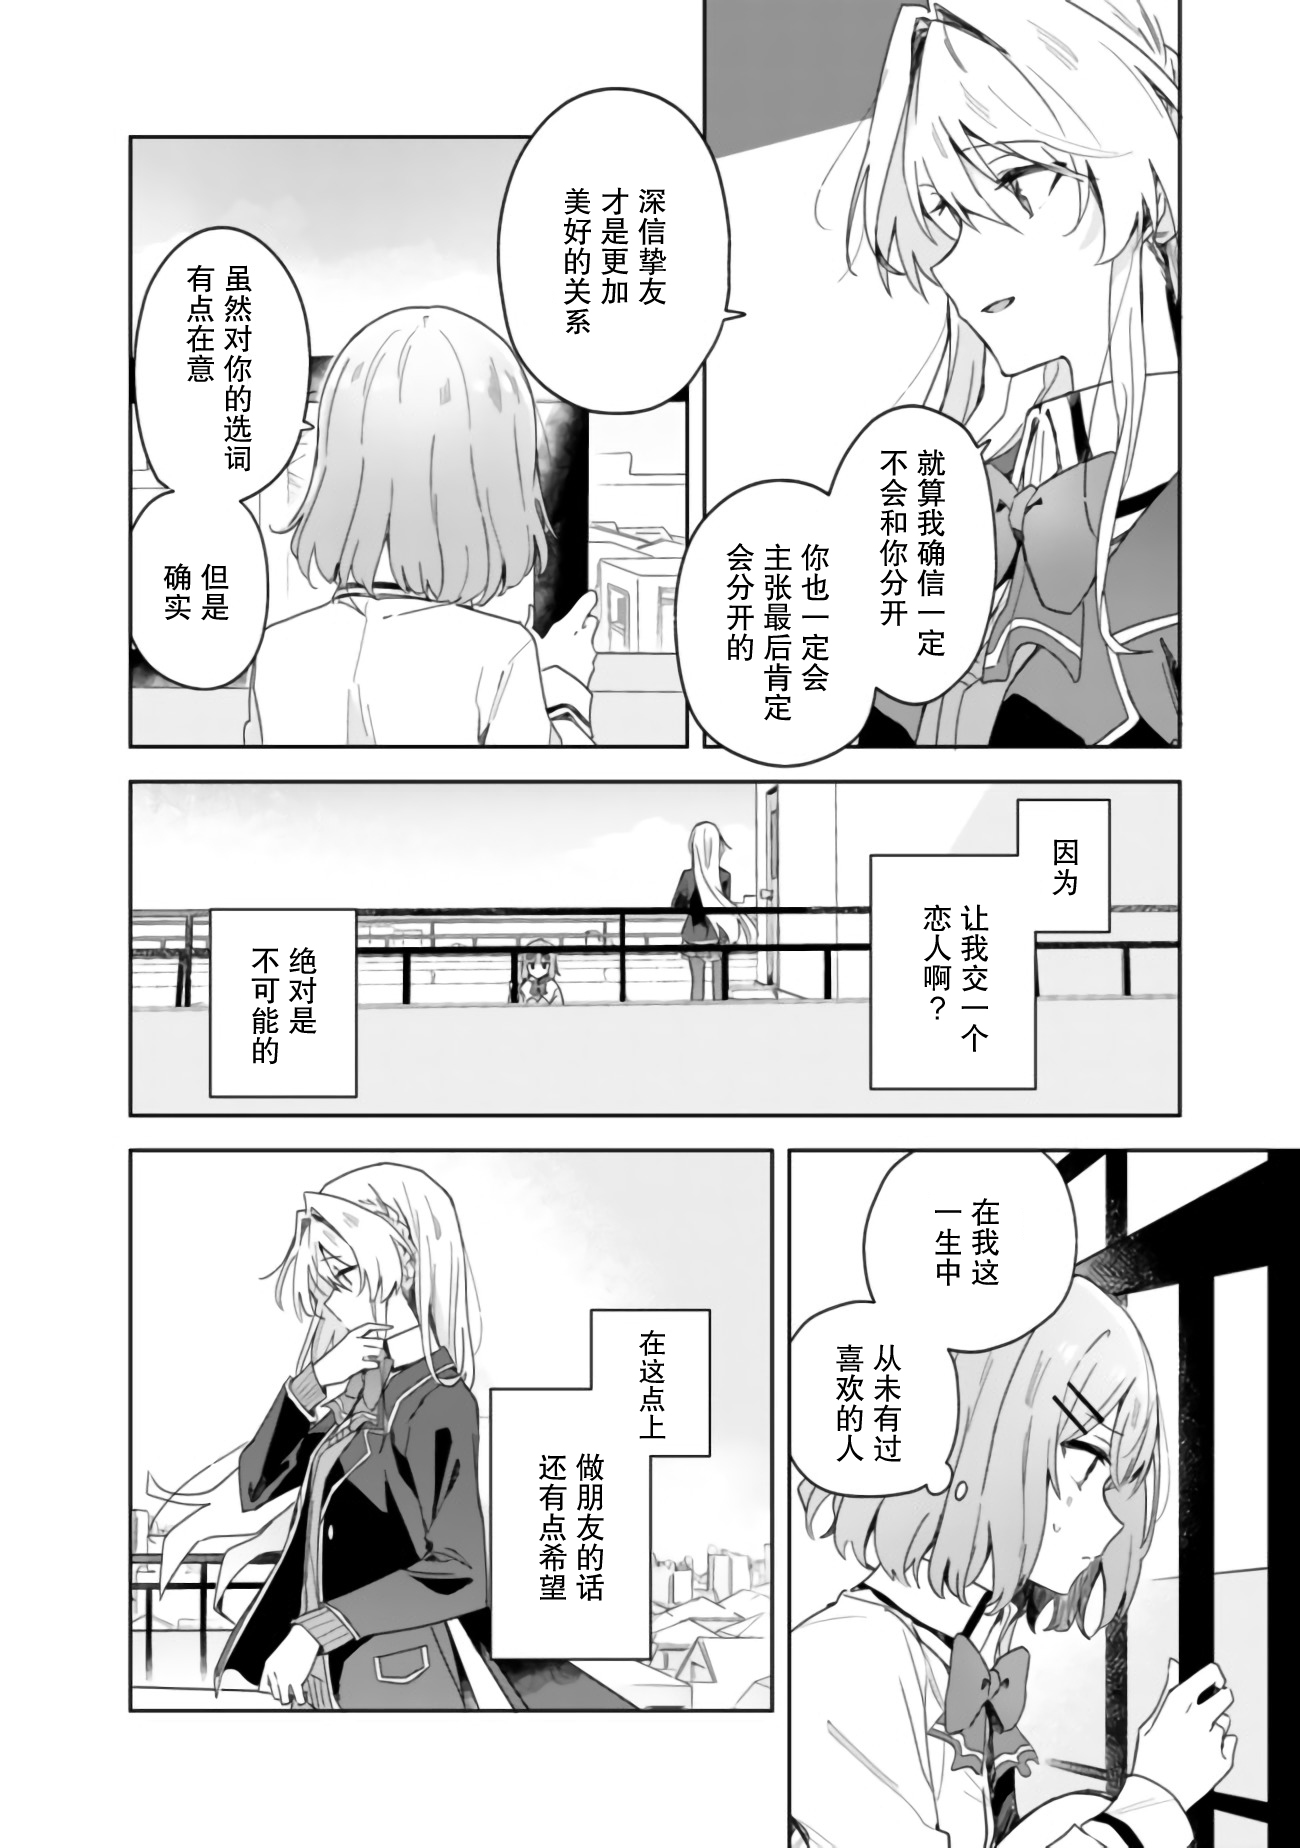 就算我确信一定
不会和你分开
你也一定会
主张最后肯定
会分开的
深信挚友
才是更加
美好的关系
虽然对你的选词
有点在意
但是
确实
因为
让我交一个
恋人啊？
绝对是
不可能的
在我这
一生中
从未有过
喜欢的人
在这点上
做朋友的话
还有点希望